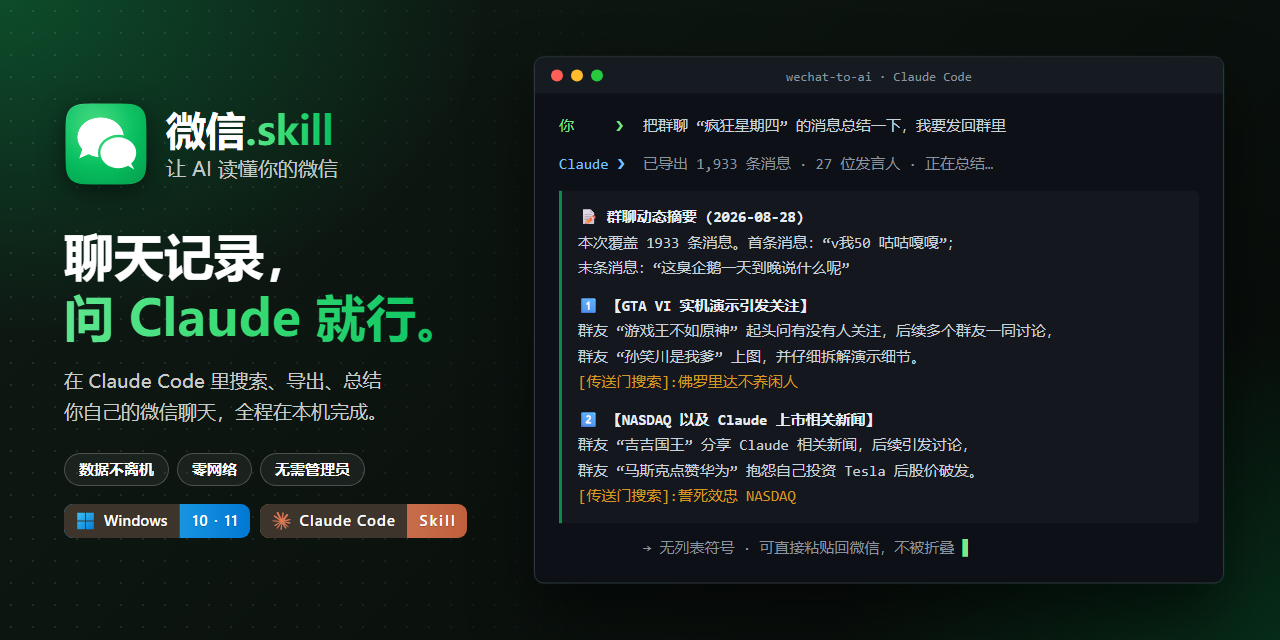 微信.skill
让 AI 读懂你的微信
聊天记录，
问 Claude 就行。
在 Claude Code 里搜索、导出、总结
你自己的微信聊天，全程在本机完成。
数据不离机 零网络 无需管理员
Windows 10 · 11 Claude Code Skill
wechat-to-ai · Claude Code
你 › 把群聊 “疯狂星期四” 的消息总结一下，我要发回群里
Claude › 已导出 1,933 条消息 · 27 位发言人 · 正在总结…
📝 群聊动态摘要 (2026-08-28)
本次覆盖 1933 条消息。首条消息：“v我50 咕咕嘎嘎”；
末条消息：“这臭企鹅一天到晚说什么呢”
1️⃣ 【GTA VI 实机演示引发关注】
群友 “游戏王不如原神” 起头问有没有人关注，后续多个群友一同讨论，
群友 “孙笑川是我爹” 上图，并仔细拆解演示细节。
[传送门搜索]:佛罗里达不养闲人
2️⃣ 【NASDAQ 以及 Claude 上市相关新闻】
群友 “吉吉国王” 分享 Claude 相关新闻，后续引发讨论，
群友 “马斯克点赞华为” 抱怨自己投资 Tesla 后股价破发。
[传送门搜索]:誓死效忠 NASDAQ
→ 无列表符号 · 可直接粘贴回微信，不被折叠